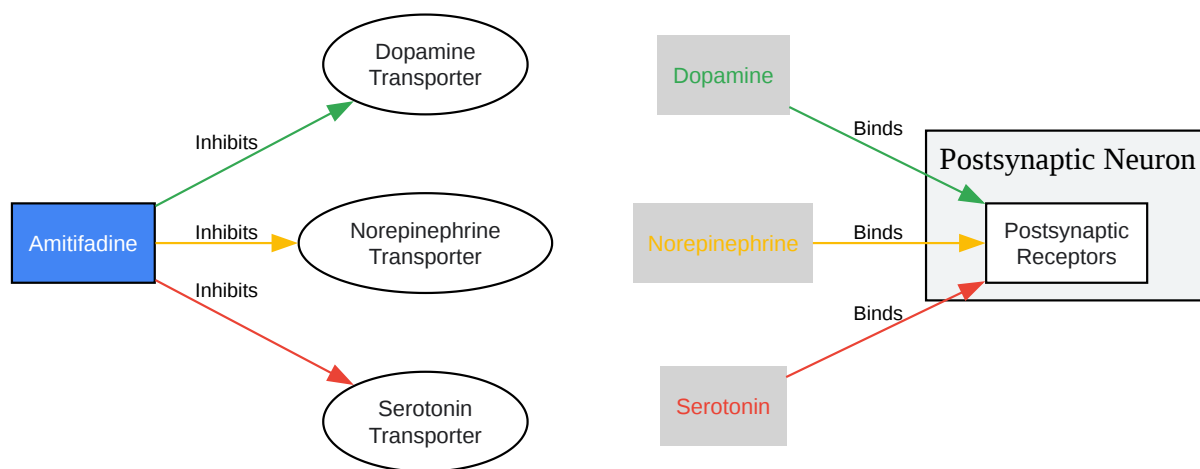 Dopamine
Transporter
Inhibits
Amitifadine
Inhibits
Norepinephrine
Transporter
Inhibits
Serotonin
Transporter
Dopamine
Binds
Postsynaptic Neuron
Norepinephrine
Binds
Postsynaptic
Receptors
Binds
Serotonin